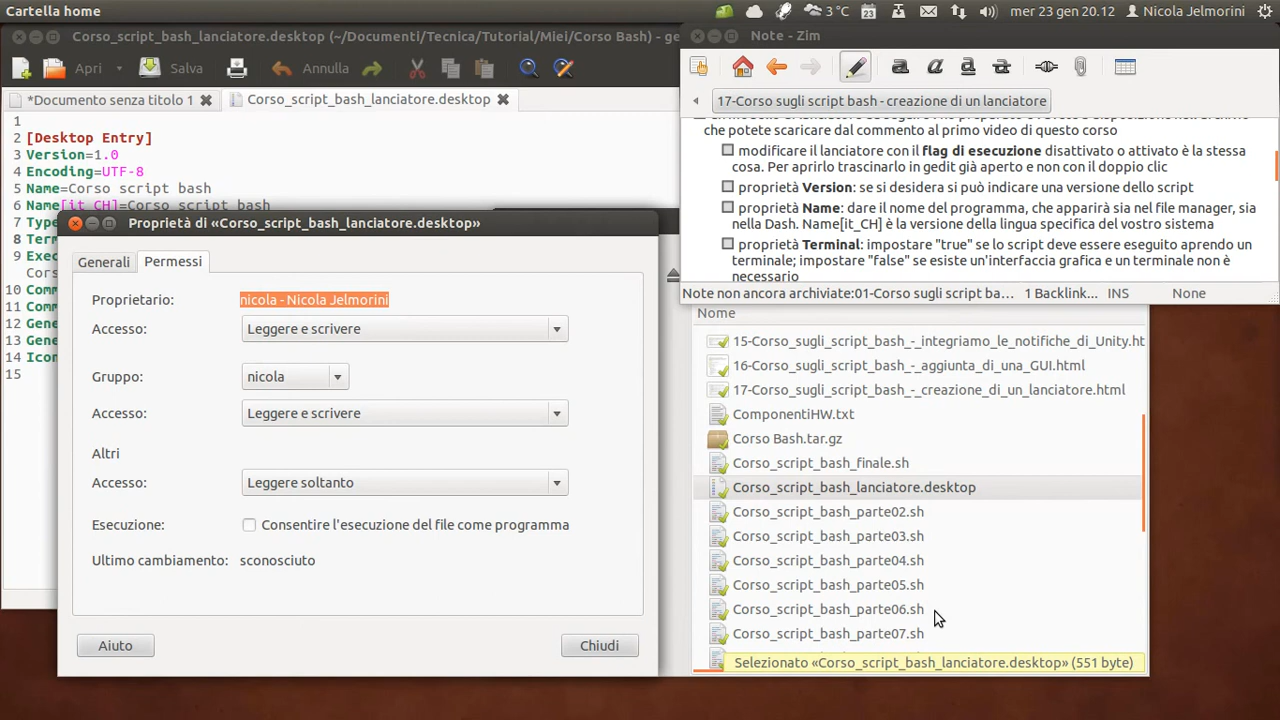 Cartella home
3 °C
mer 23 gen 20.12
Nicola Jelmorini
Corso_script_bash_lanciatore.desktop (~/Documenti/Tecnica/Tutorial/Miei/Corso Bash) - ge
Apri
Salva
Annulla
*Documento senza titolo 1
Corso_script_bash_lanciatore.desktop
1
2 [Desktop Entry]
3 Version=1.0
4 Encoding=UTF-8
5 Name=Corso script bash
6 Name[it_CH]=Corso script bash
7 Type
8 Ter
9 Exec
Cor
10 Com
11 Com
12 Gene
13 Gene
14 Icon
15
Proprietà di «Corso_script_bash_lanciatore.desktop»
Generali
Permessi
Proprietario:
nicola - Nicola Jelmorini
Accesso:
Leggere e scrivere
Gruppo:
nicola
Accesso:
Leggere e scrivere
Altri
Accesso:
Leggere soltanto
Esecuzione:
Consentire l'esecuzione del file come programma
Ultimo cambiamento:
sconosciuto
Aiuto
Chiudi
Note - Zim
17-Corso sugli script bash - creazione di un lanciatore
che potete scaricare dal commento al primo video di questo corso
modificare il lanciatore con il flag di esecuzione disattivato o attivato è la stessa
cosa. Per aprirlo trascinarlo in gedit già aperto e non con il doppio clic
proprietà Version: se si desidera si può indicare una versione dello script
proprietà Name: dare il nome del programma, che apparirà sia nel file manager, sia
nella Dash. Name[it_CH] è la versione della lingua specifica del vostro sistema
proprietà Terminal: impostare "true" se lo script deve essere eseguito aprendo un
terminale; impostare "false" se esiste un'interfaccia grafica e un terminale non è
necessario
Note non ancora archiviate:01-Corso sugli script ba...
1 Backlink...
INS
None
Nome
15-Corso_sugli_script_bash_-_integriamo_le_notifiche_di_Unity.ht
16-Corso_sugli_script_bash_-_aggiunta_di_una_GUI.html
17-Corso_sugli_script_bash_-_creazione_di_un_lanciatore.html
ComponentiHW.txt
Corso Bash.tar.gz
Corso_script_bash_finale.sh
Corso_script_bash_lanciatore.desktop
Corso_script_bash_parte02.sh
Corso_script_bash_parte03.sh
Corso_script_bash_parte04.sh
Corso_script_bash_parte05.sh
Corso_script_bash_parte06.sh
Corso_script_bash_parte07.sh
Selezionato «Corso_script_bash_lanciatore.desktop» (551 byte)